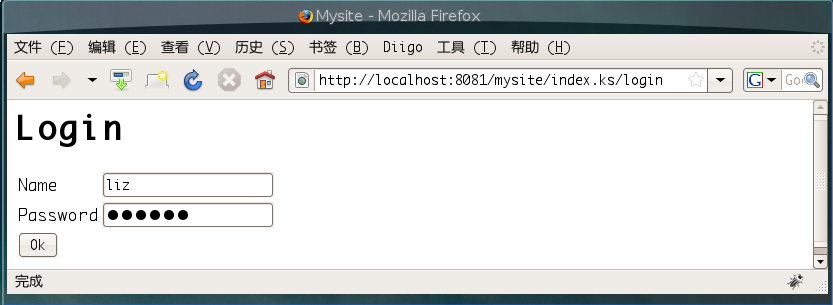 Mysite - Mozilla Firefox
文件 (F) 编辑 (E) 查看 (V) 历史 (S) 书签 (B) Diigo 工具 (T) 帮助 (H)
http://localhost:8081/mysite/index.ks/login G Go
Login
Name liz
Password ●●●●●●
Ok
完成